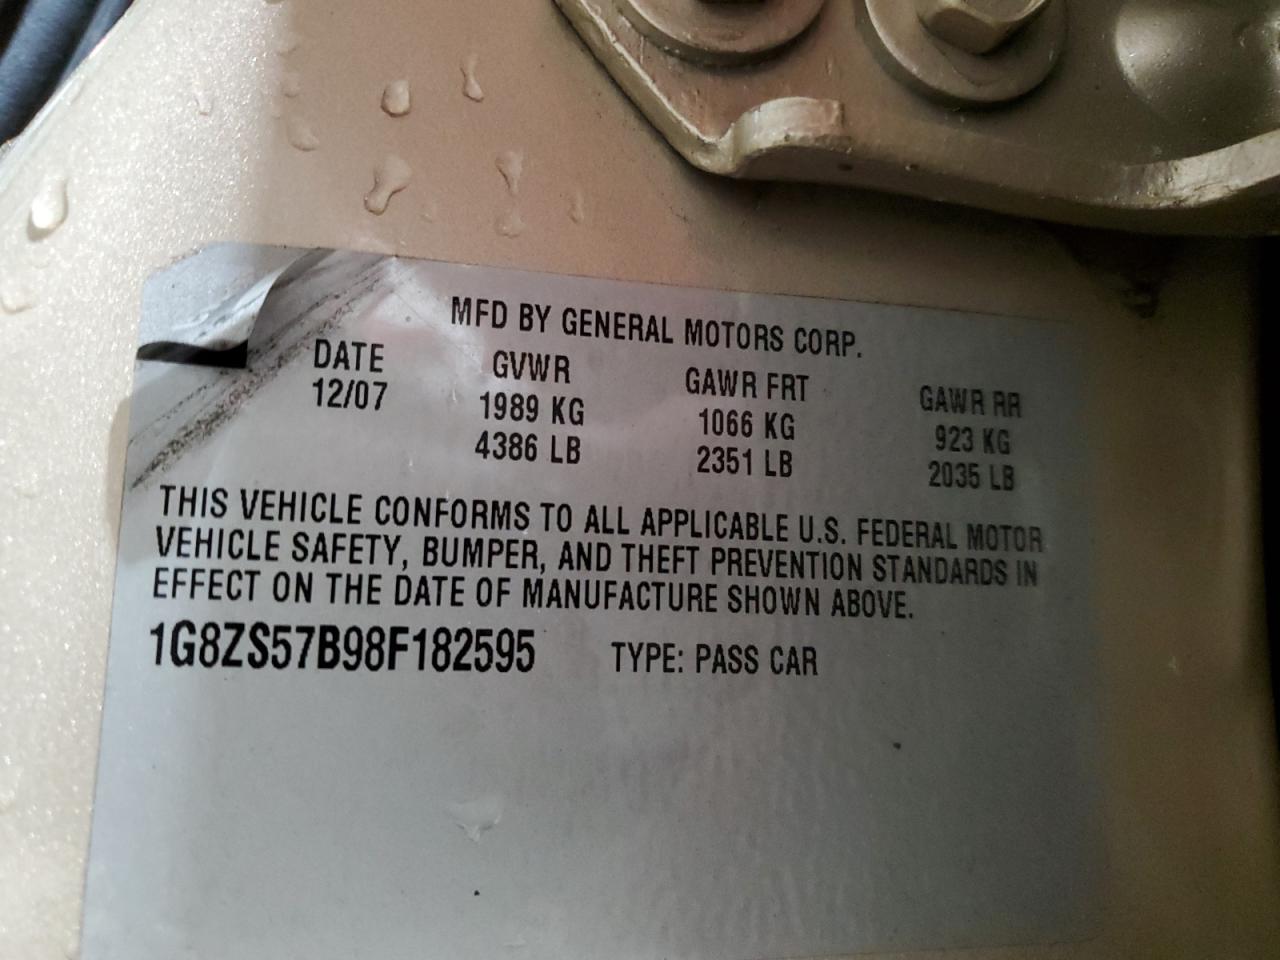 MFD BY GENERAL MOTORS CORP.
DATE GVWR GAWR FRT GAWR RR
12/07 1989 KG 1066 KG 923 KG
4386 LB 2351 LB 2035 LB
THIS VEHICLE CONFORMS TO ALL APPLICABLE U.S. FEDERAL MOTOR
VEHICLE SAFETY, BUMPER, AND THEFT PREVENTION STANDARDS IN
EFFECT ON THE DATE OF MANUFACTURE SHOWN ABOVE.
1G8ZS57B98F182595 TYPE: PASS CAR